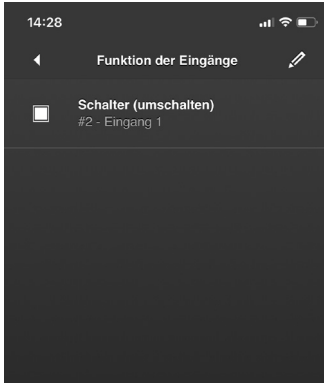 14:28
Funktion der Eingänge
Schalter (umschalten)
#2 - Eingang 1